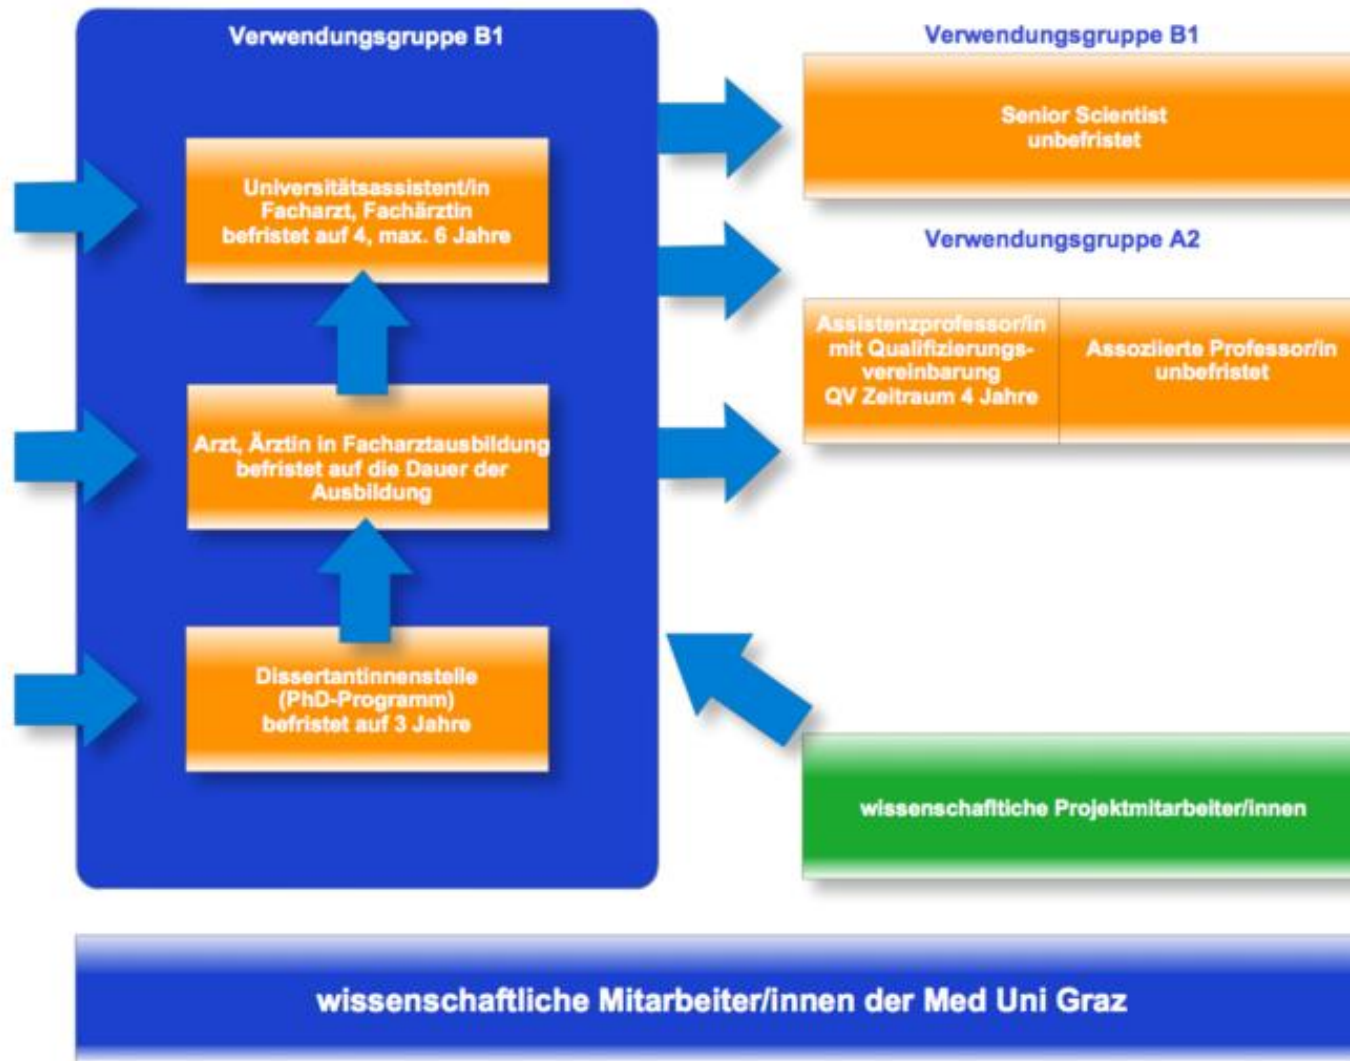 Verwendungsgruppe B1
Universitätsassistent/in
Facharzt, Fachärztin
befristet auf 4, max. 6 Jahre
Arzt, Ärztin in Facharztausbildung
befristet auf die Dauer der
Ausbildung
Dissertantinnenstelle
(PhD-Programm)
befristet auf 3 Jahre
Verwendungsgruppe B1
Senior Scientist
unbefristet
Verwendungsgruppe A2
Assistenzprofessor/in
mit Qualifizierungs-
vereinbarung
QV Zeitraum 4 Jahre
Assoziierte Professor/in
unbefristet
wissenschafltiche Projektmitarbeiter/innen
wissenschaftliche Mitarbeiter/innen der Med Uni Graz